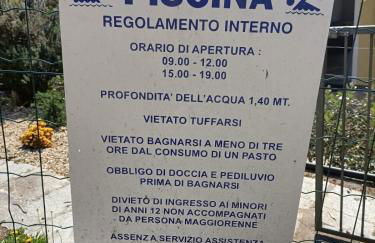 PISCINA
REGOLAMENTO INTERNO
ORARIO DI APERTURA :
09.00 - 12.00
15.00 - 19.00
PROFONDITA' DELL'ACQUA 1,40 MT.
VIETATO TUFFARSI
VIETATO BAGNARSI A MENO DI TRE
ORE DAL CONSUMO DI UN PASTO
OBBLIGO DI DOCCIA E PEDILUVIO
PRIMA DI BAGNARSI
DIVIETO DI INGRESSO AI MINORI
DI ANNI 12 NON ACCOMPAGNATI
DA PERSONA MAGGIORENNE
ASSENZA SERVIZIO ASSISTENZA